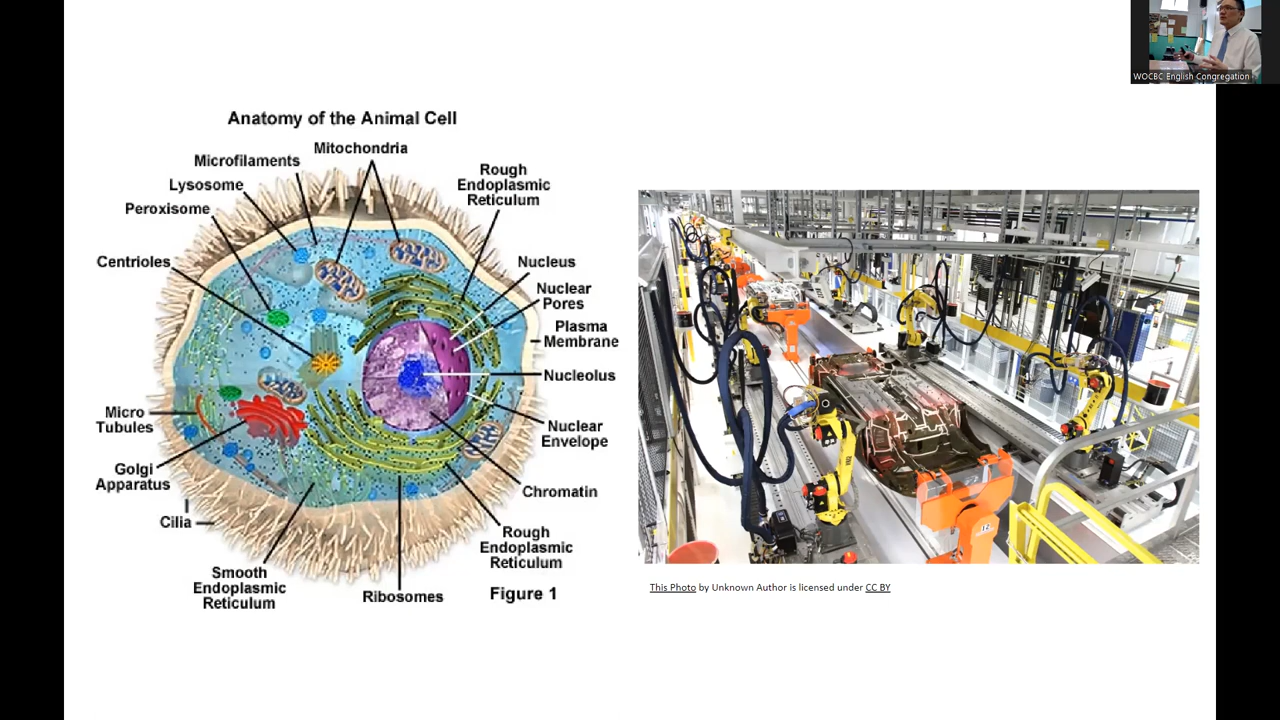 WOCBC English Congregation
Anatomy of the Animal Cell
Mitochondria
Microfilaments
Lysosome
Peroxisome
Centrioles
Rough
Endoplasmic
Reticulum
Nucleus
Nuclear
Pores
Plasma
Membrane
Nucleolus
Nuclear
Envelope
Micro
Tubules
Golgi
Apparatus
Cilia
Chromatin
Rough
Endoplasmic
Reticulum
Smooth
Endoplasmic
Reticulum
Ribosomes
Figure 1
This Photo by Unknown Author is licensed under CC BY